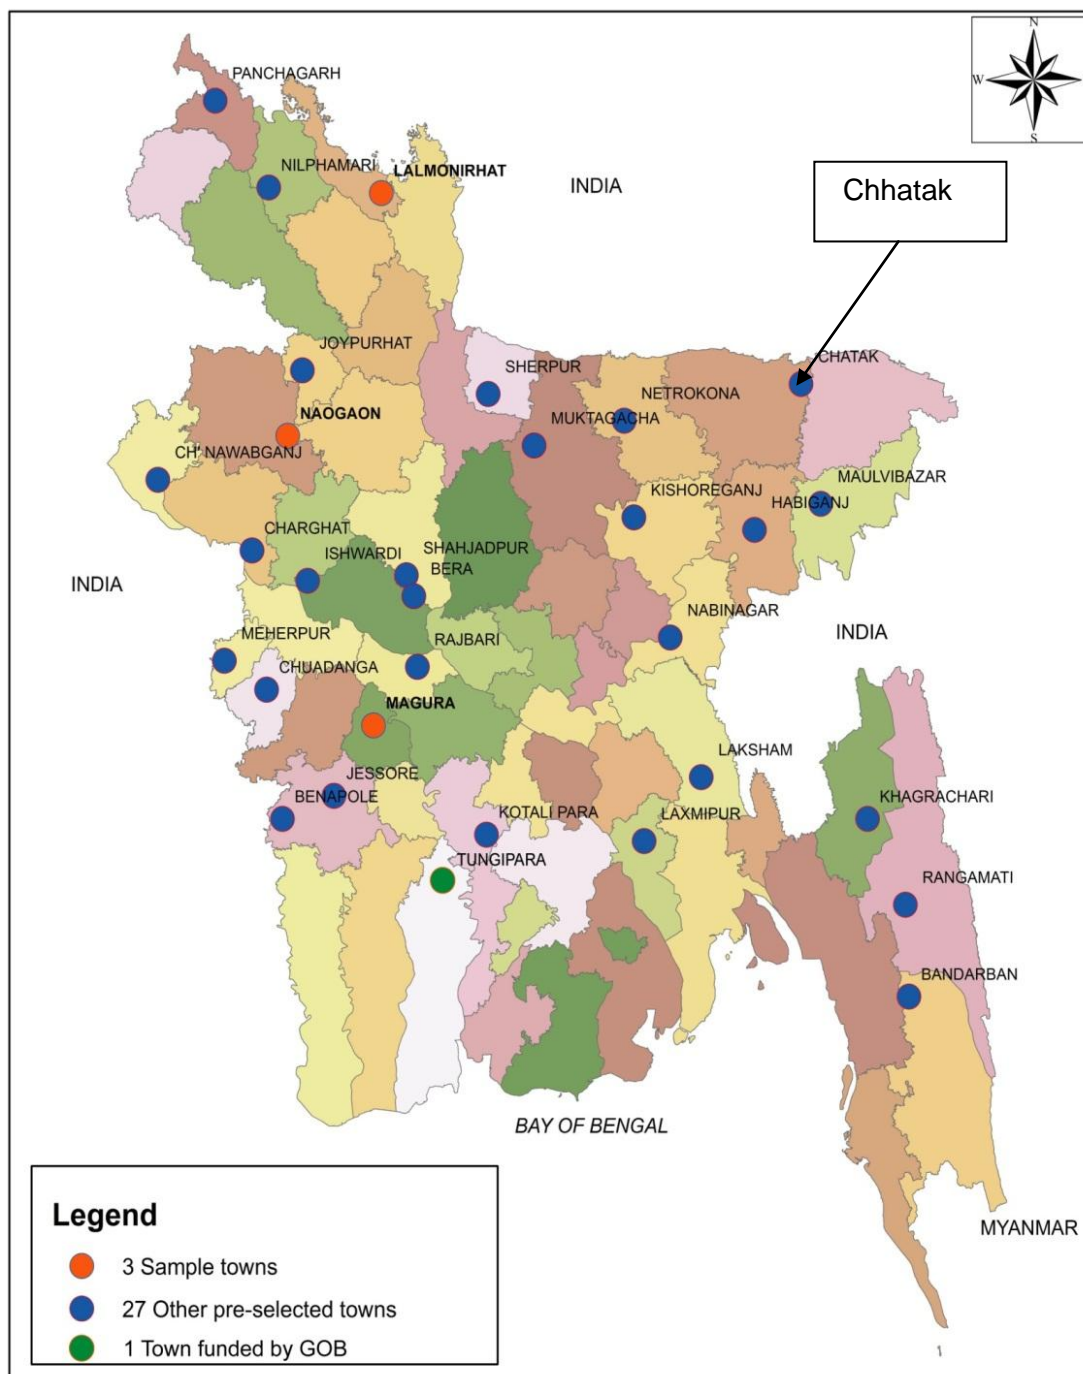 N
W
S
PANCHAGARH
NILPHAMARI
LALMONIRHAT
INDIA
Chhatak
JOYPURHAT
SHERPUR
CHATAK
NETROKONA
NAOGAON
MUKTAGACHA
CH' NAWABGANJ
MAULVIBAZAR
KISHOREGANJ
HABIGANJ
CHARGHAT
ISHWARDI
SHAHJADPUR
BERA
INDIA
NABINAGAR
MEHERPUR
RAJBARI
INDIA
CHUADANGA
MAGURA
LAKSHAM
JESSORE
BENAPOLE
KOTALI PARA
LAXMIPUR
KHAGRACHARI
TUNGIPARA
RANGAMATI
BANDARBAN
BAY OF BENGAL
MYANMAR
Legend
3 Sample towns
27 Other pre-selected towns
1 Town funded by GOB
1